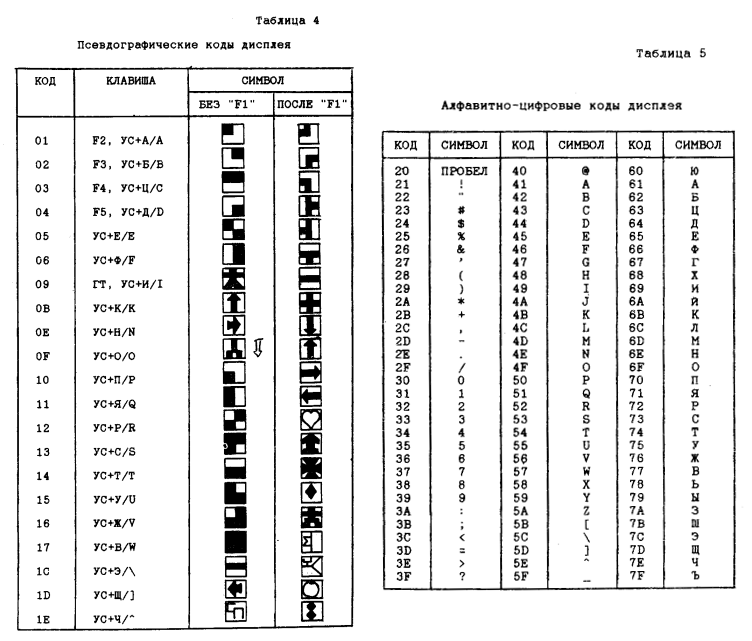 Таблица 4
Псевдографические коды дисплея
КОД КЛАВИША СИМВОЛ
БЕЗ "F1" ПОСЛЕ "F1"
01 F2, УС+А/A
02 F3, УС+Б/B
03 F4, УС+Ц/C
04 F5, УС+Д/D
05 УС+Е/E
06 УС+Ф/F
09 ГТ, УС+И/I
0B УС+К/K
0E УС+Н/N
0F УС+О/O
10 УС+П/P
11 УС+Я/Q
12 УС+Р/R
13 УС+С/S
14 УС+Т/T
15 УС+У/U
16 УС+Ж/V
17 УС+В/W
1C УС+Э/\
1D УС+Щ/]
1E УС+Ч/^
Таблица 5
Алфавитно-цифровые коды дисплея
КОД СИМВОЛ КОД СИМВОЛ КОД СИМВОЛ
20 ПРОБЕЛ 40 @ 60 Ю
21 ! 41 A 61 А
22 " 42 B 62 Б
23 # 43 C 63 Ц
24 $ 44 D 64 Д
25 % 45 E 65 Е
26 & 46 F 66 Ф
27 ' 47 G 67 Г
28 ( 48 H 68 Х
29 ) 49 I 69 И
2A * 4A J 6A Й
2B + 4B K 6B К
2C , 4C L 6C Л
2D - 4D M 6D М
2E . 4E N 6E Н
2F / 4F O 6F О
30 0 50 P 70 П
31 1 51 Q 71 Я
32 2 52 R 72 Р
33 3 53 S 73 С
34 4 54 T 74 Т
35 5 55 U 75 У
36 6 56 V 76 Ж
37 7 57 W 77 В
38 8 58 X 78 Ь
39 9 59 Y 79 Ы
3A : 5A Z 7A З
3B ; 5B [ 7B Ш
3C < 5C \ 7C Э
3D = 5D ] 7D Щ
3E > 5E ^ 7E Ч
3F ? 5F _ 7F Ъ